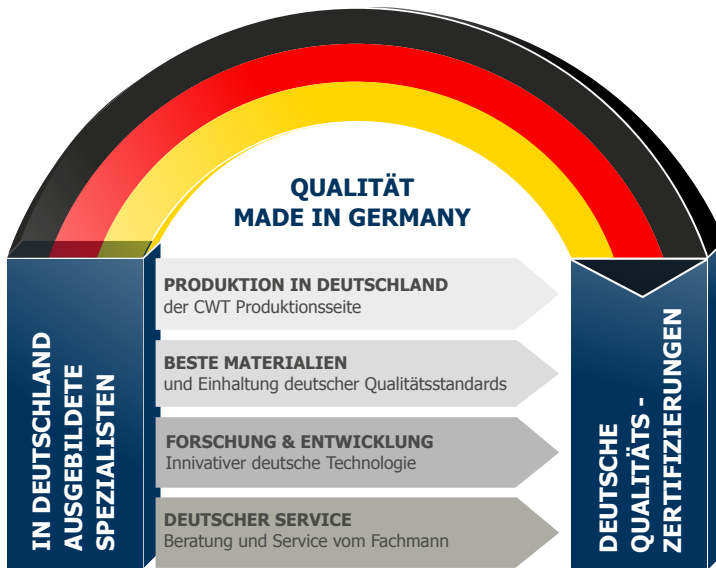 QUALITÄT
MADE IN GERMANY
IN DEUTSCHLAND
AUSGEBILDETE
SPEZIALISTEN
PRODUKTION IN DEUTSCHLAND
der CWT Produktionsseite
BESTE MATERIALIEN
und Einhaltung deutscher Qualitätsstandards
FORSCHUNG & ENTWICKLUNG
Innivativer deutsche Technologie
DEUTSCHER SERVICE
Beratung und Service vom Fachmann
DEUTSCHE
QUALITÄTS -
ZERTIFIZIERUNGEN